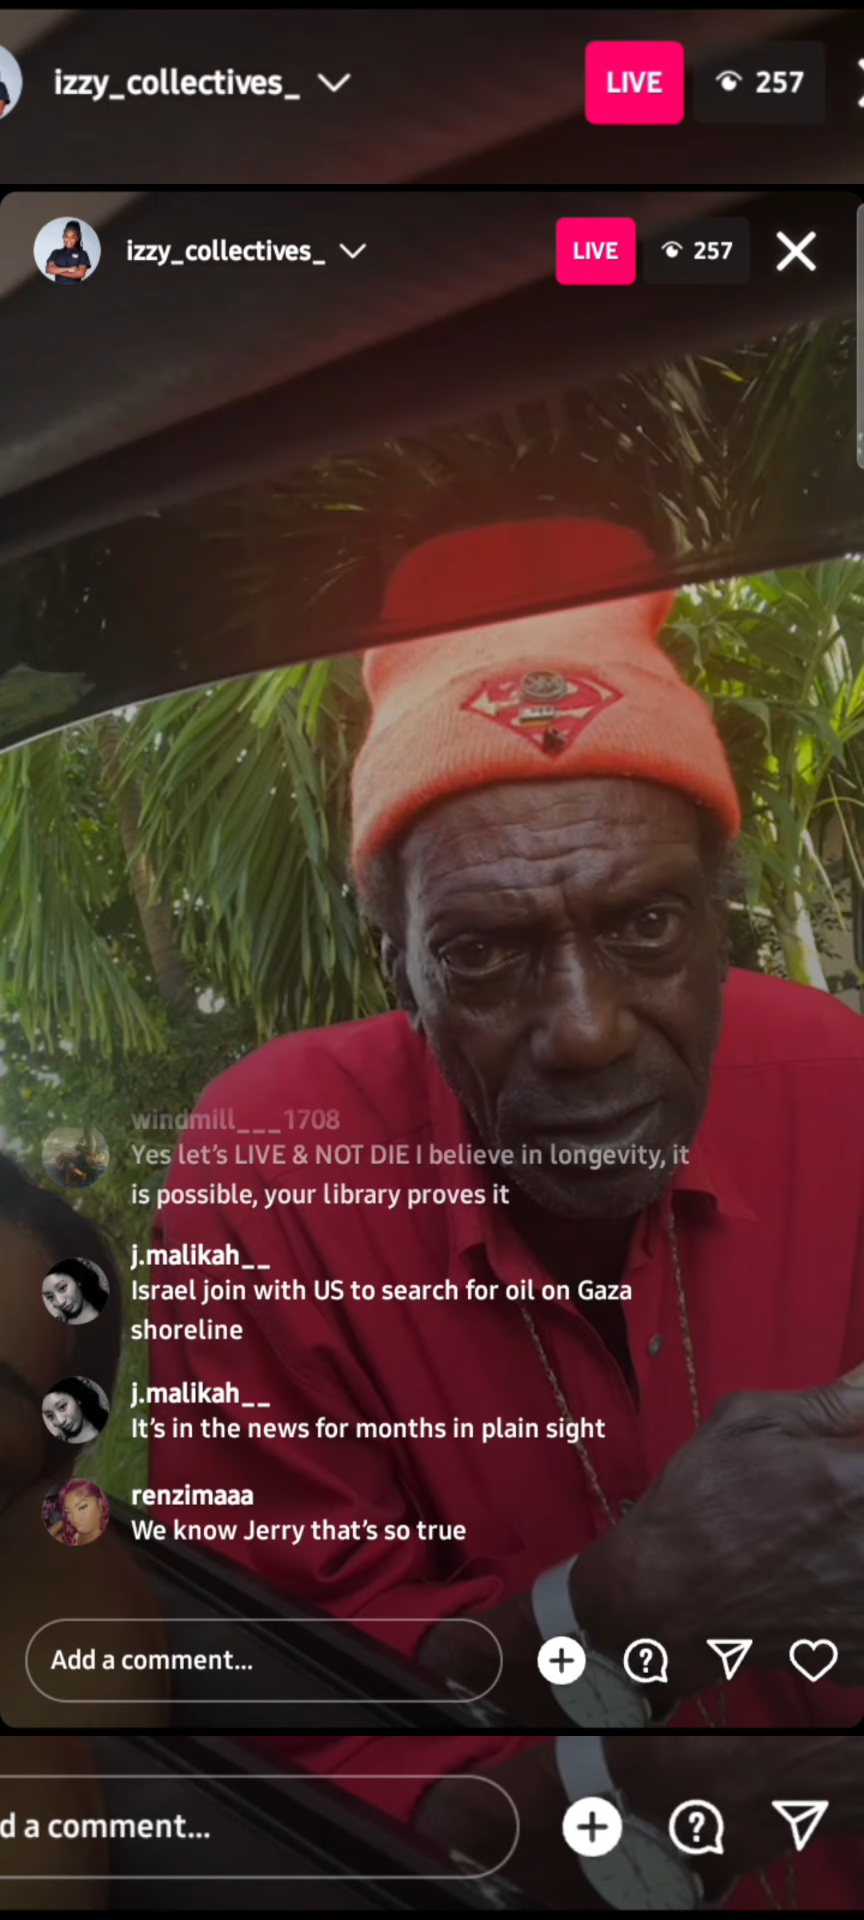 izzy_collectives_
LIVE
257
izzy_collectives_
LIVE
257
windmill___1708
Yes let's LIVE & NOT DIE I believe in longevity, it
is possible, your library proves it
j.malikah__
Israel join with US to search for oil on Gaza
shoreline
j.malikah__
It's in the news for months in plain sight
renzimaaa
We know Jerry that's so true
Add a comment...
d a comment...